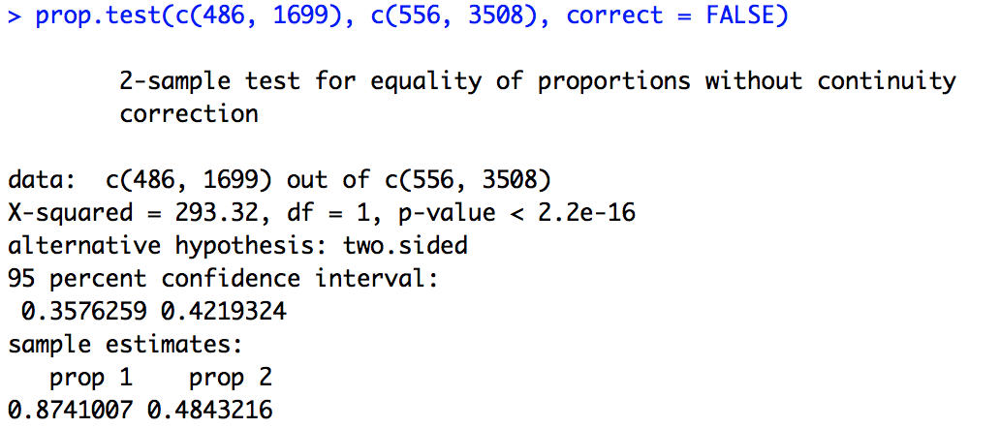 > prop.test(c(486, 1699), c(556, 3508), correct = FALSE)
2-sample test for equality of proportions without continuity
correction
data:  c(486, 1699) out of c(556, 3508)
X-squared = 293.32, df = 1, p-value < 2.2e-16
alternative hypothesis: two.sided
95 percent confidence interval:
 0.3576259 0.4219324
sample estimates:
   prop 1    prop 2
0.8741007 0.4843216